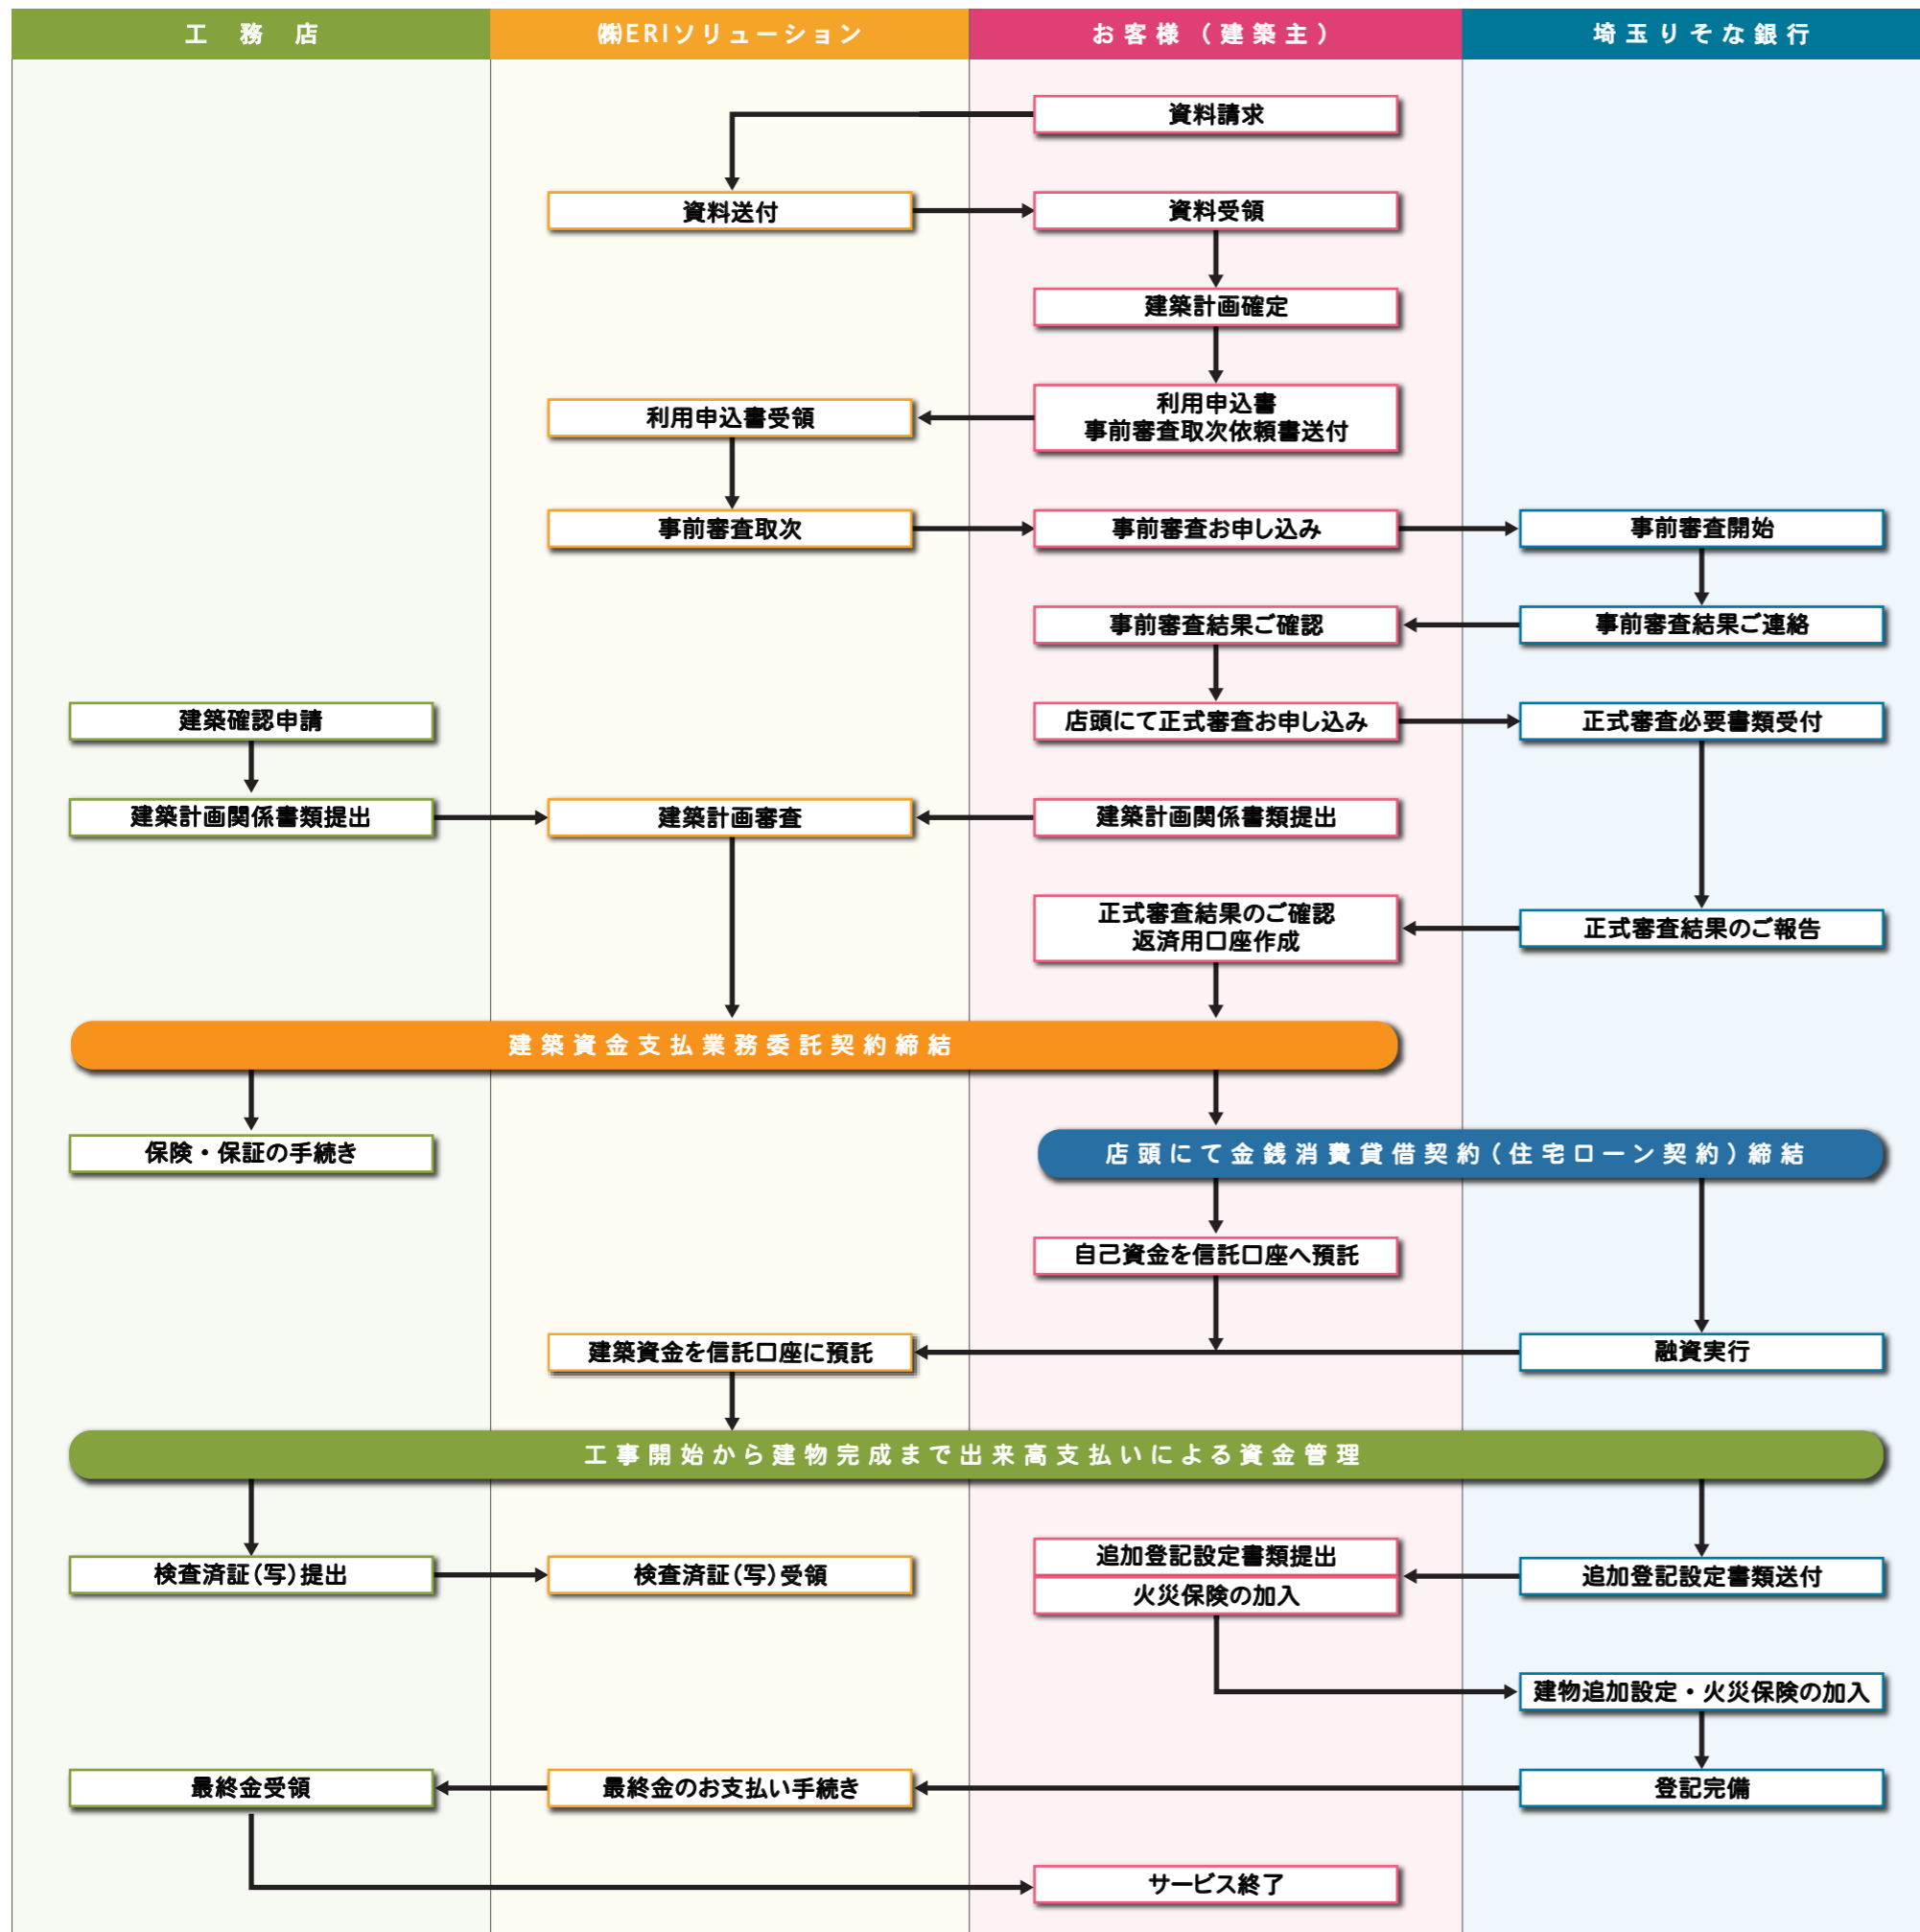 工務店
㈱ERIソリューション
お客様（建築主）
埼玉りそな銀行
資料請求
資料送付
資料受領
建築計画確定
利用申込書受領
利用申込書
事前審査取次依頼書送付
事前審査取次
事前審査お申し込み
事前審査開始
事前審査結果ご確認
事前審査結果ご連絡
建築確認申請
店頭にて正式審査お申し込み
正式審査必要書類受付
建築計画関係書類提出
建築計画審査
建築計画関係書類提出
正式審査結果のご確認
返済用口座作成
正式審査結果のご報告
建築資金支払業務委託契約締結
保険・保証の手続き
店頭にて金銭消費貸借契約(住宅ローン契約)締結
自己資金を信託口座へ預託
建築資金を信託口座に預託
融資実行
工事開始から建物完成まで出来高支払いによる資金管理
検査済証(写)提出
検査済証(写)受領
追加登記設定書類提出
火災保険の加入
追加登記設定書類送付
建物追加設定・火災保険の加入
最終金受領
最終金のお支払い手続き
登記完備
サービス終了